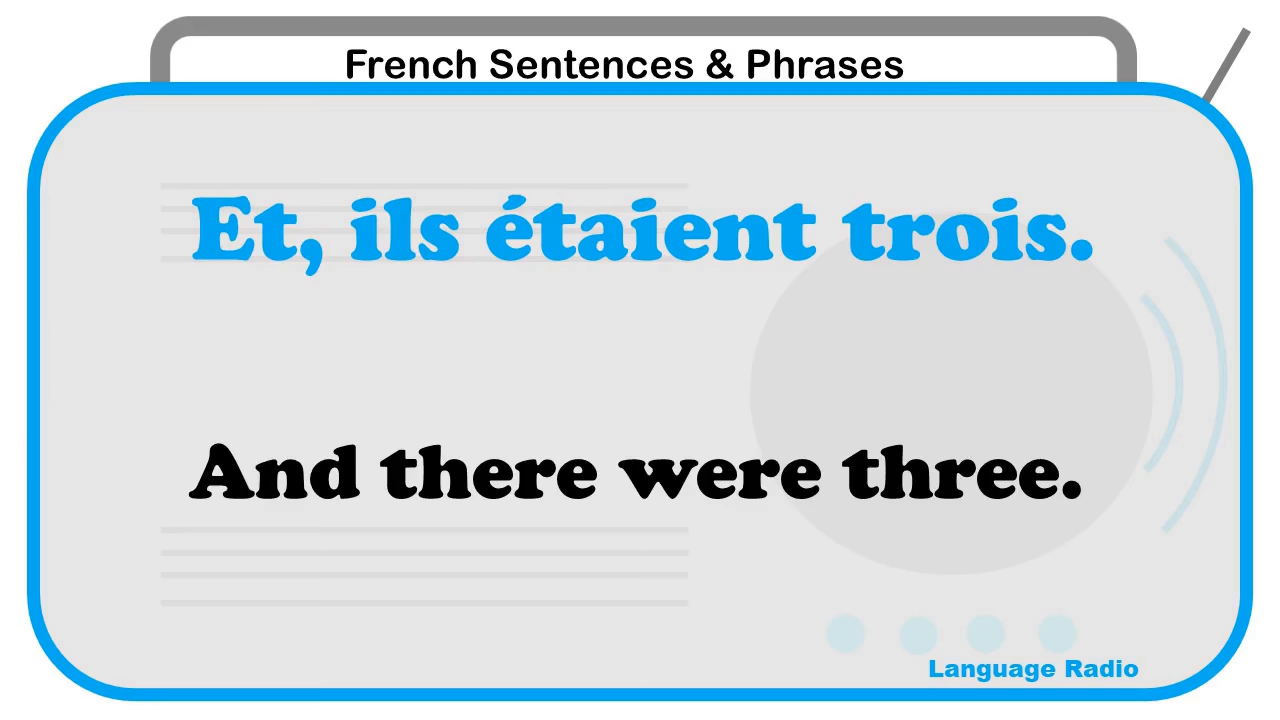 French Sentences & Phrases
Et, ils étaient trois.
And there were three.
Language Radio